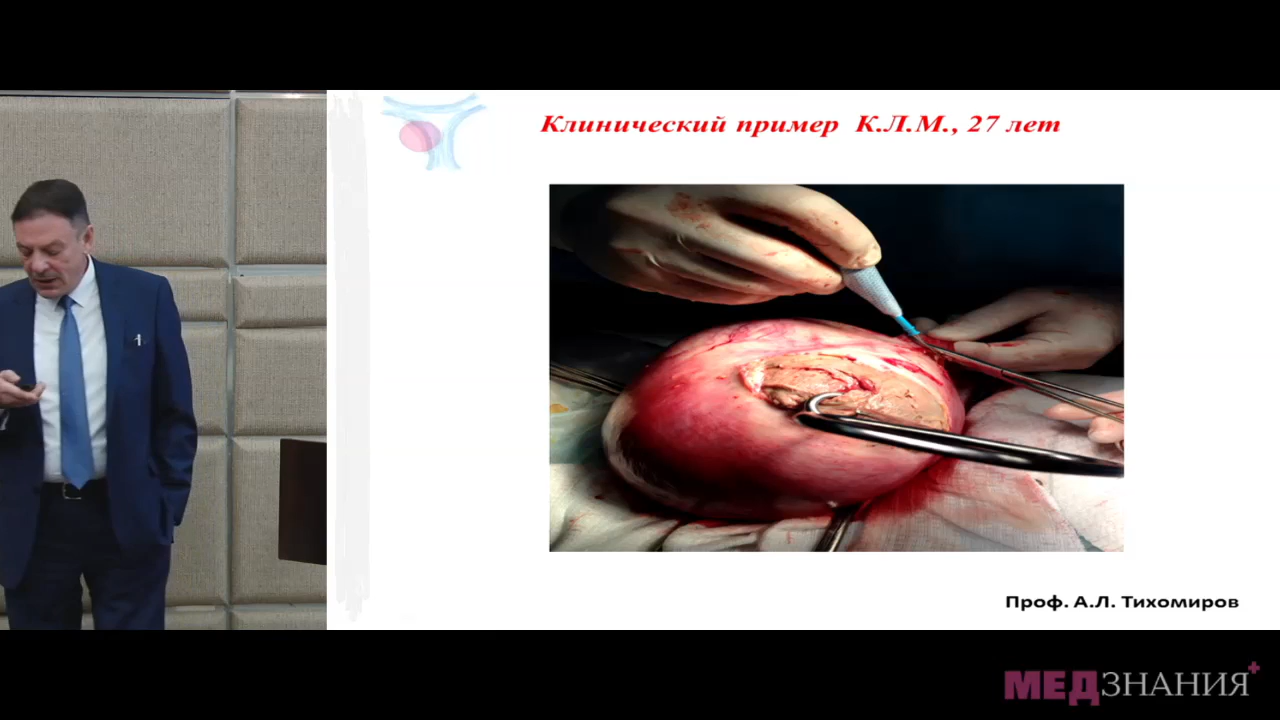 Клинический пример К.Л.М., 27 лет
Проф. А.Л. Тихомиров
МЕДЗНАНИЯ+